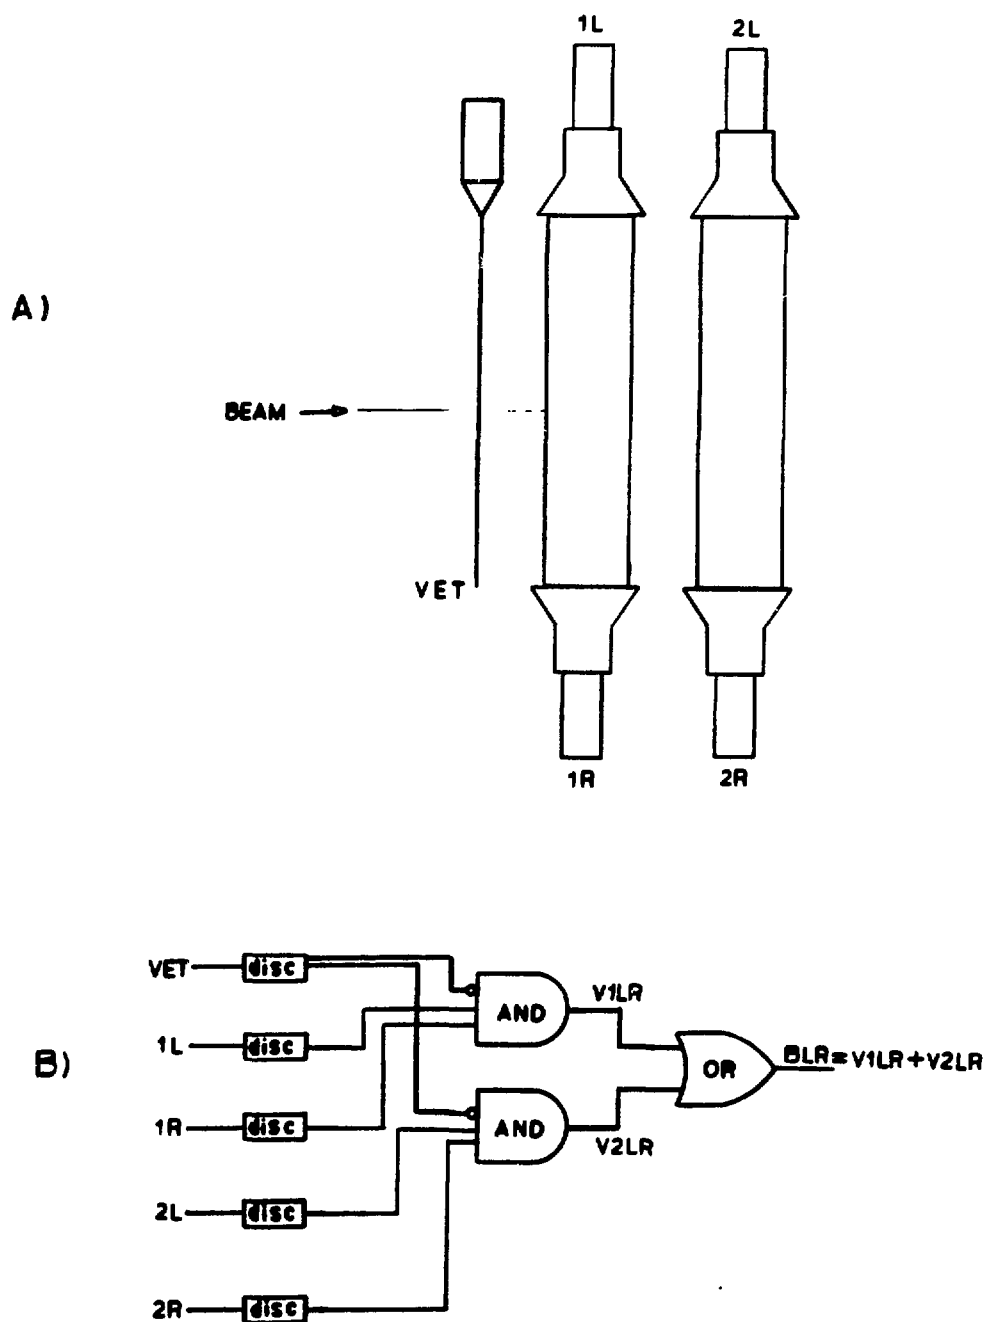 1L
2L
A)
BEAM
VET
1R
2R
B)
VET
disc
1L
disc
1R
disc
2L
disc
2R
disc
AND
V1LR
AND
V2LR
OR
BLR=V1LR+V2LR